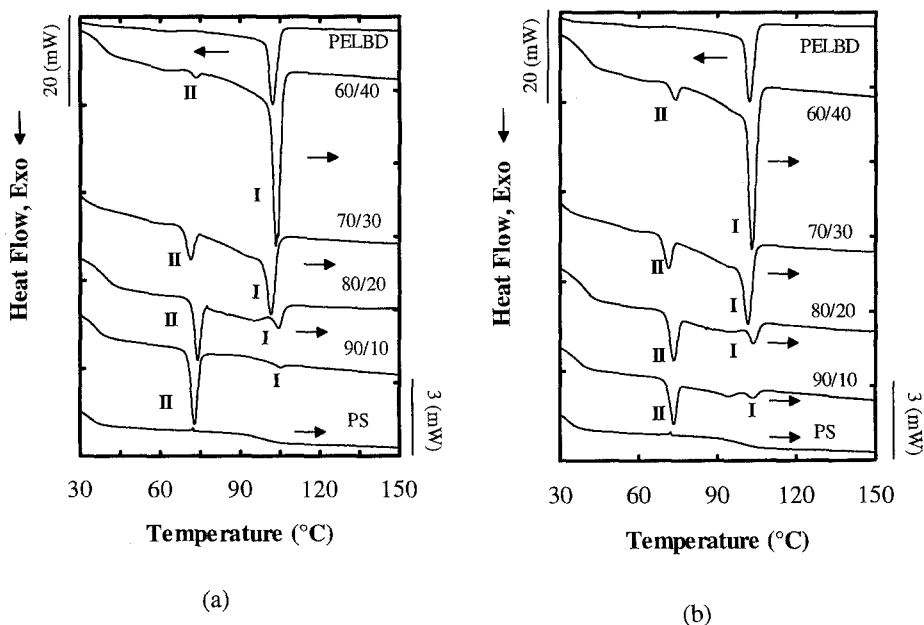 20 (mW)
Heat Flow, Exo
PELBD
II
60/40
I
70/30
II
80/20
I
II
I
90/10
I
II
PS
3 (mW)
30 60 90 120 150
Temperature (°C)
(a)
20 (mW)
Heat Flow, Exo
PELBD
II
60/40
I
70/30
II
I
80/20
II
I
90/10
II
I
PS
3 (mW)
30 60 90 120 150
Temperature (°C)
(b)